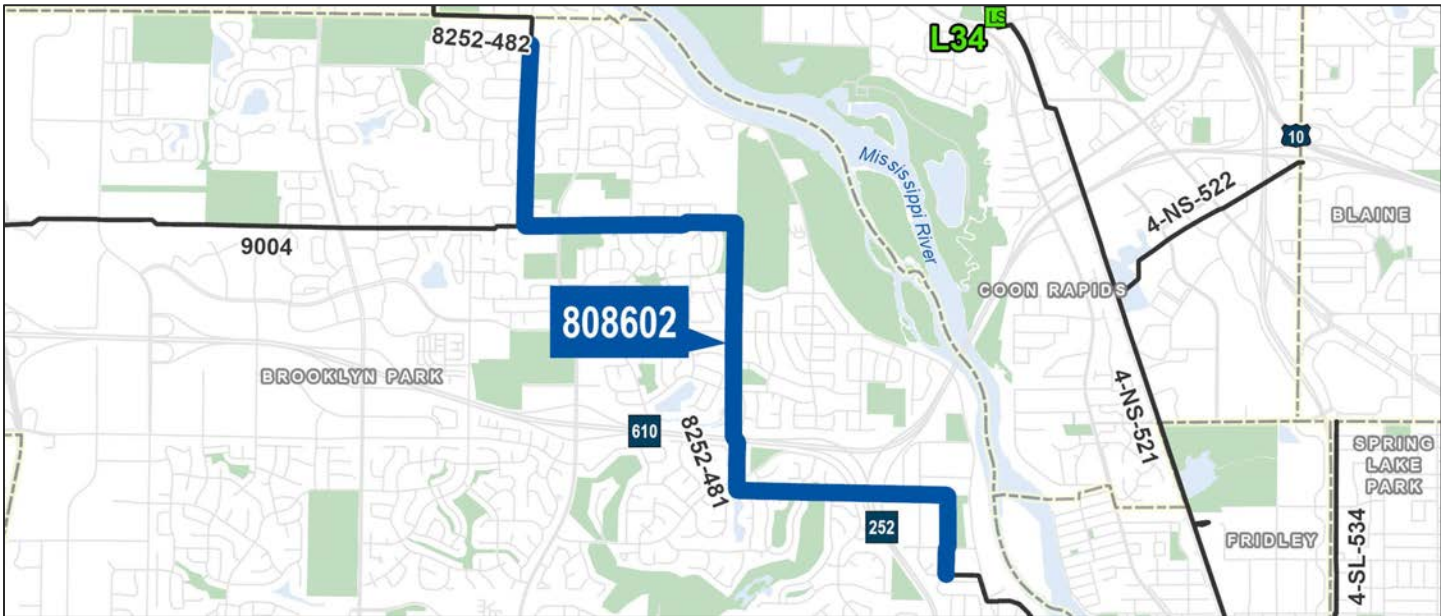 8252-482
LS
L34
10
Mississippi River
4-NS-522
BLAINE
9004
COON RAPIDS
808602
BROOKLYN PARK
4-NS-521
610
8252-481
SPRING
LAKE
PARK
252
FRIDLEY
4-SL-534